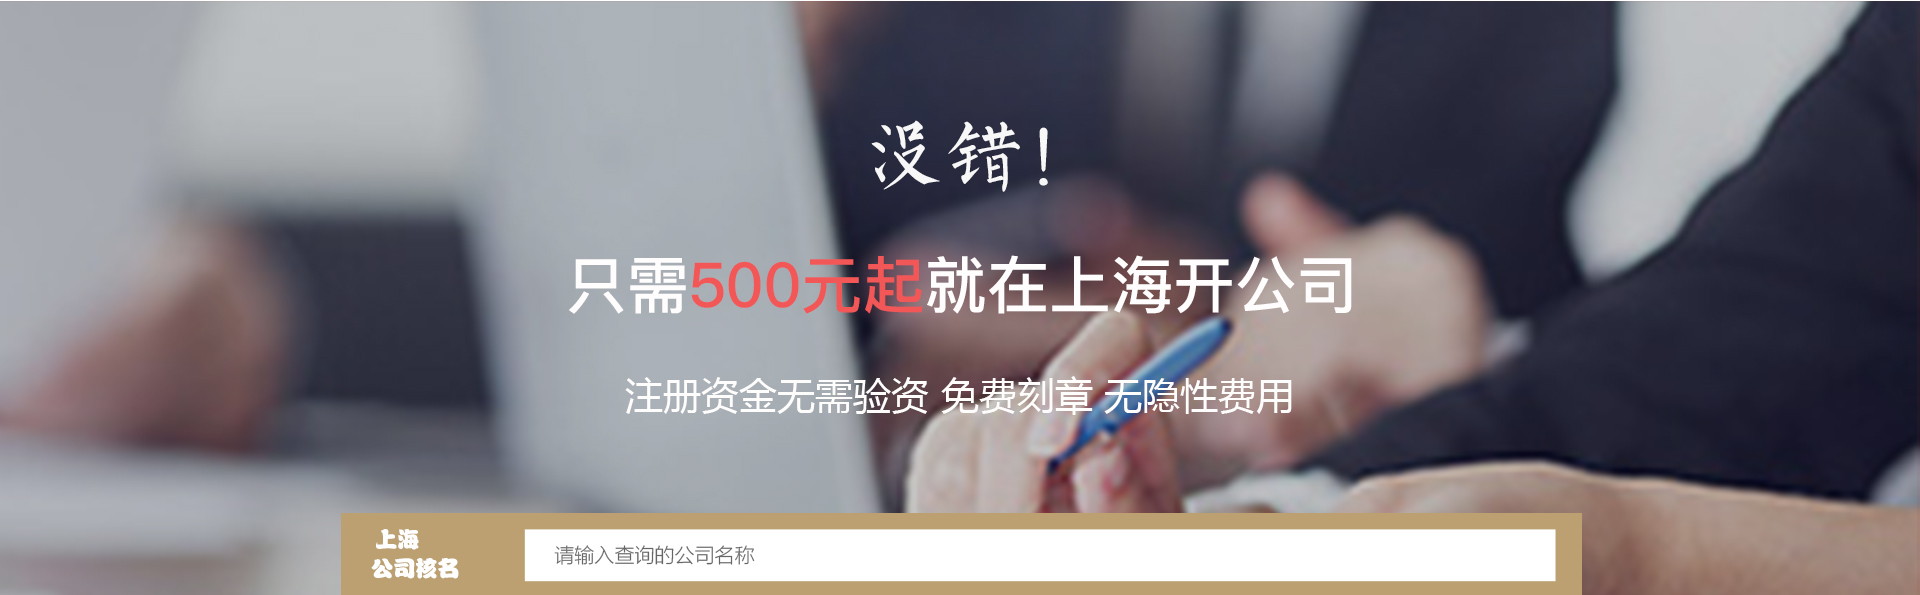 没错!
只需500元起就在上海开公司
注册资金无需验资 免费刻章 无隐性费用
上海
公司核名
请输入查询的公司名称